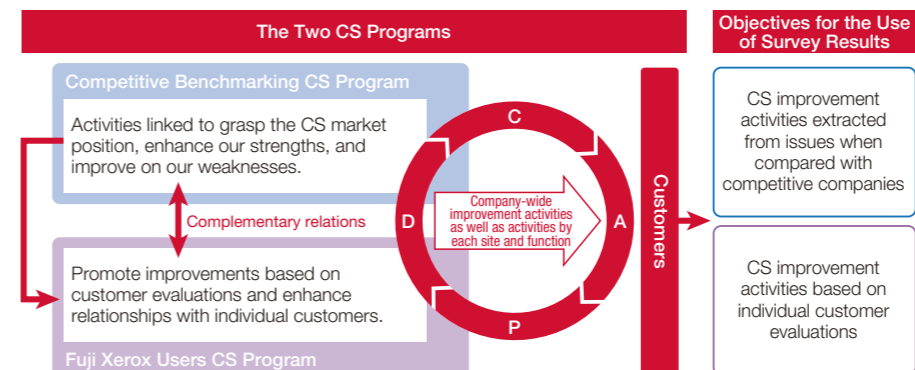 The Two CS Programs
Objectives for the Use
of Survey Results
Competitive Benchmarking CS Program
Activities linked to grasp the CS market
position, enhance our strengths, and
improve on our weaknesses.
Complementary relations
Promote improvements based on
customer evaluations and enhance
relationships with individual customers.
Fuji Xerox Users CS Program
C
D
A
P
Company-wide
improvement activities
as well as activities by
each site and function
Customers
CS improvement
activities extracted
from issues when
compared with
competitive companies
CS improvement
activities based on
individual customer
evaluations